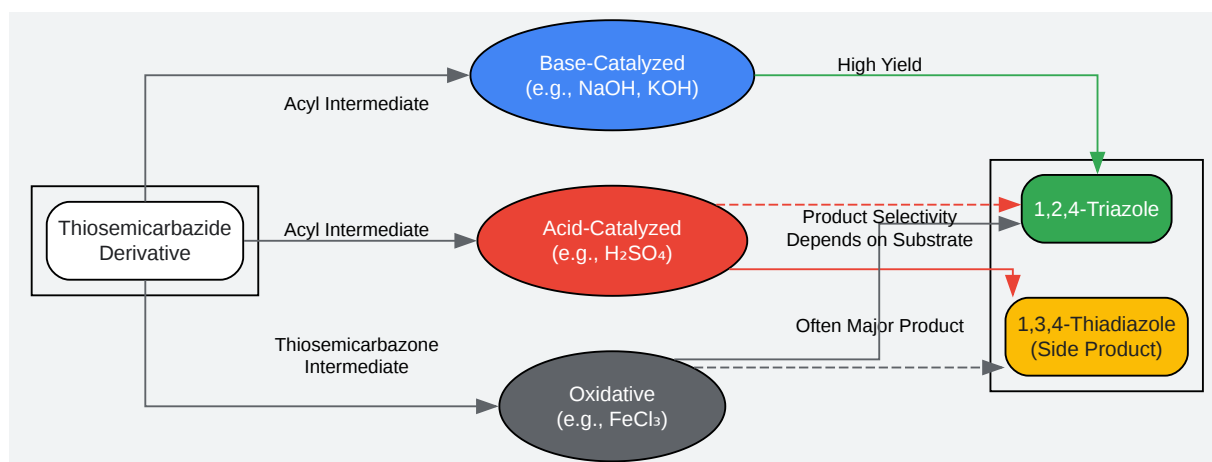 Base-Catalyzed
(e.g., NaOH, KOH)
High Yield
Acyl Intermediate
Thiosemicarbazide
Derivative
Acyl Intermediate
Acid-Catalyzed
(e.g., H₂SO₄)
1,2,4-Triazole
Product Selectivity
Depends on Substrate
Thiosemicarbazone
Intermediate
Often Major Product
1,3,4-Thiadiazole
(Side Product)
Oxidative
(e.g., FeCl₃)